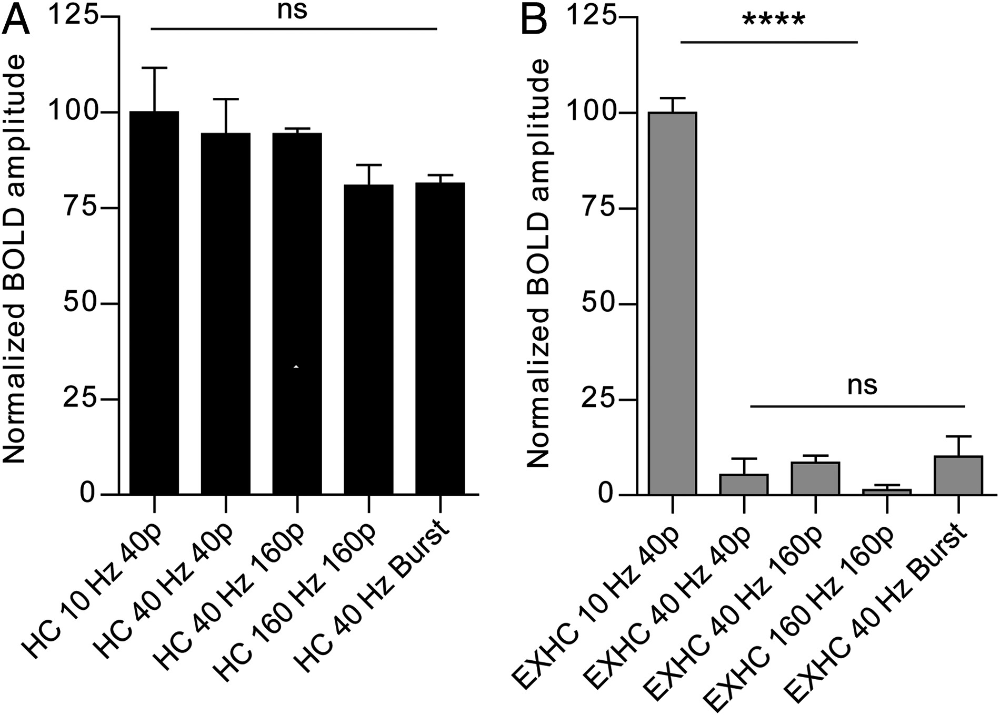 A
ns
Normalized BOLD amplitude
125
100
75
50
25
0
HC 10 Hz 40p
HC 40 Hz 40p
HC 40 Hz 160p
HC 160 Hz 160p
HC 40 Hz Burst
B
****
ns
Normalized BOLD amplitude
125
100
75
50
25
0
EXHC 10 Hz 40p
EXHC 40 Hz 40p
EXHC 40 Hz 160p
EXHC 160 Hz 160p
EXHC 40 Hz Burst